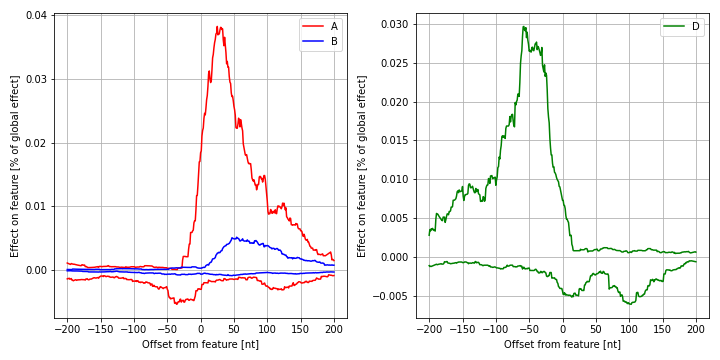 0.04
0.03
0.02
0.01
0.00
−200 −150 −100 −50 0 50 100 150 200
Effect on feature [% of global effect]
Offset from feature [nt]
A
B
0.030
0.025
0.020
0.015
0.010
0.005
0.000
−0.005
−200 −150 −100 −50 0 50 100 150 200
Effect on feature [% of global effect]
Offset from feature [nt]
D